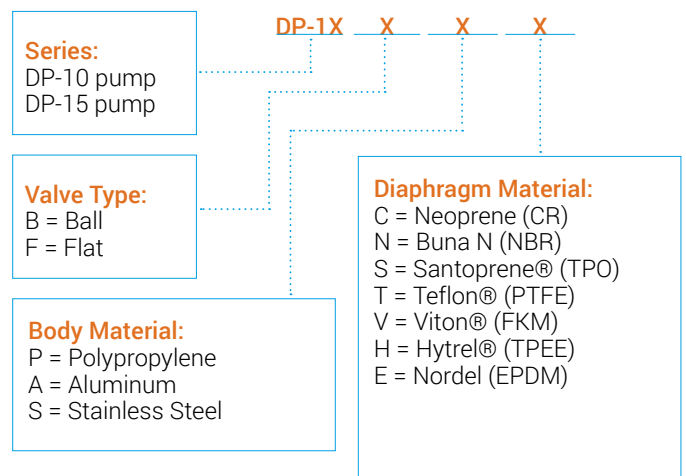 DP-1X X X X
Series:
DP-10 pump
DP-15 pump
Valve Type:
B = Ball
F = Flat
Body Material:
P = Polypropylene
A = Aluminum
S = Stainless Steel
Diaphragm Material:
C = Neoprene (CR)
N = Buna N (NBR)
S = Santoprene® (TPO)
T = Teflon® (PTFE)
V = Viton® (FKM)
H = Hytrel® (TPEE)
E = Nordel (EPDM)